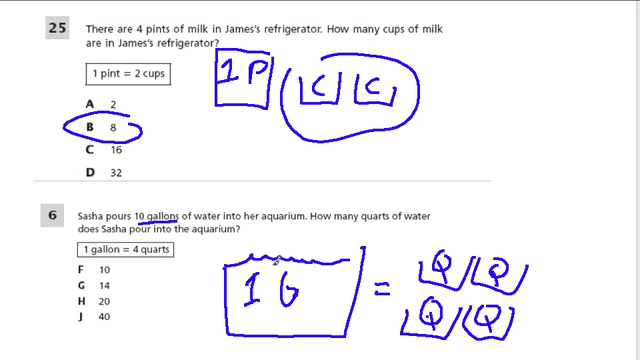 25 There are 4 pints of milk in James's refrigerator. How many cups of milk
are in James's refrigerator?
1 pint = 2 cups
1 P C C
A 2
B 8
C 16
D 32
6 Sasha pours 10 gallons of water into her aquarium. How many quarts of water
does Sasha pour into the aquarium?
1 gallon = 4 quarts
F 10
G 14
H 20
J 40
1 G = Q Q
Q Q